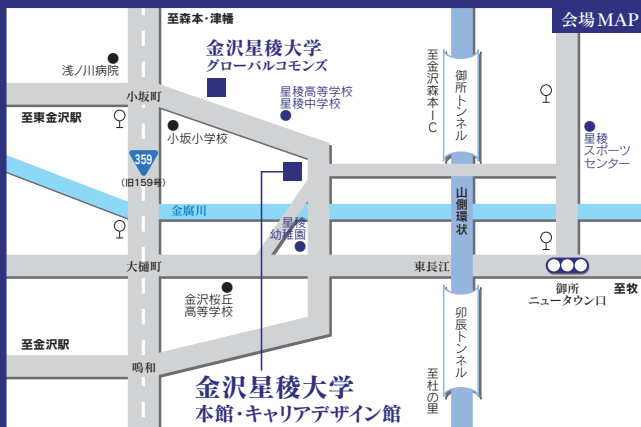 会場MAP
至森本・津幡
金沢星稜大学
グローバルコモンズ
浅ノ川病院
星稜高等学校
星稜中学校
至金沢森本IC
御所トンネル
小坂町
至東金沢駅
小坂小学校
星稜
スポーツ
センター
359
(旧159号)
山側環状
金腐川
星稜
幼稚園
大樋町
東長江
御所
ニュータウン口
至牧
金沢桜丘
高等学校
卯辰トンネル
至金沢駅
鳴和
至杜の里
金沢星稜大学
本館・キャリアデザイン館